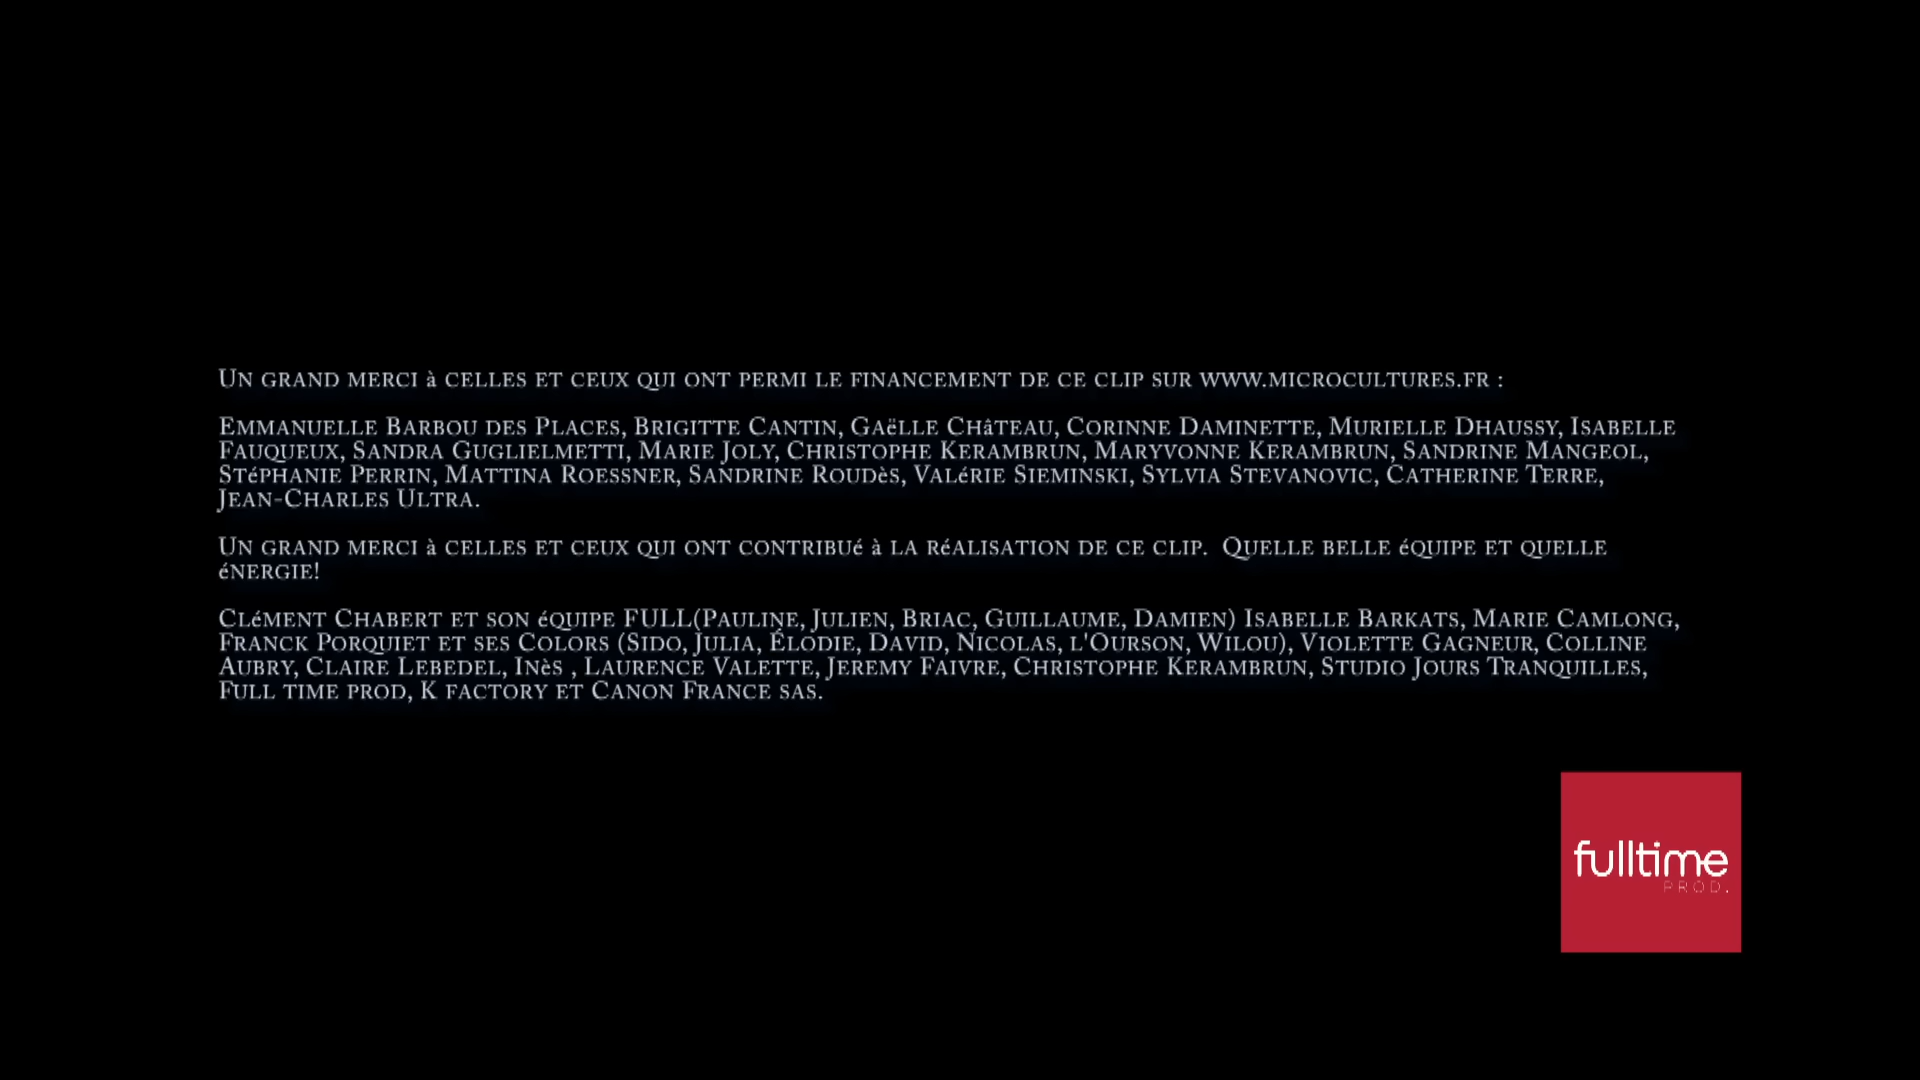 Un grand merci à celles et ceux qui ont permi le financement de ce clip sur www.microcultures.fr :
Emmanuelle Barbou des Places, Brigitte Cantin, Gaëlle Château, Corinne Daminette, Murielle Dhaussy, Isabelle
Fauqueux, Sandra Guglielmetti, Marie Joly, Christophe Kerambrun, Maryvonne Kerambrun, Sandrine Mangeol,
Stéphanie Perrin, Mattina Roessner, Sandrine Roudès, Valérie Sieminski, Sylvia Stevanovic, Catherine Terre,
Jean-Charles Ultra.
Un grand merci à celles et ceux qui ont contribué à la réalisation de ce clip.  Quelle belle équipe et quelle
énergie!
Clément Chabert et son équipe FULL(Pauline, Julien, Briac, Guillaume, Damien) Isabelle Barkats, Marie Camlong,
Franck Porquiet et ses Colors (Sido, Julia, Élodie, David, Nicolas, l'Ourson, Wilou), Violette Gagneur, Colline
Aubry, Claire Lebedel, Inès , Laurence Valette, Jeremy Faivre, Christophe Kerambrun, Studio Jours Tranquilles,
Full time prod, K factory et Canon France sas.
fulltime
PROD.